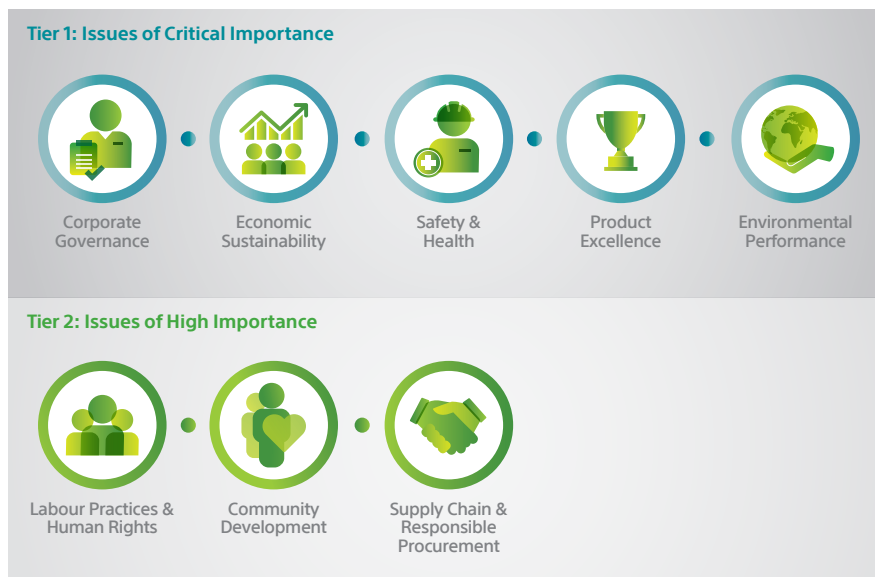 Tier 1: Issues of Critical Importance
Corporate
Governance
Economic
Sustainability
Safety &
Health
Product
Excellence
Environmental
Performance
Tier 2: Issues of High Importance
Labour Practices &
Human Rights
Community
Development
Supply Chain &
Responsible
Procurement